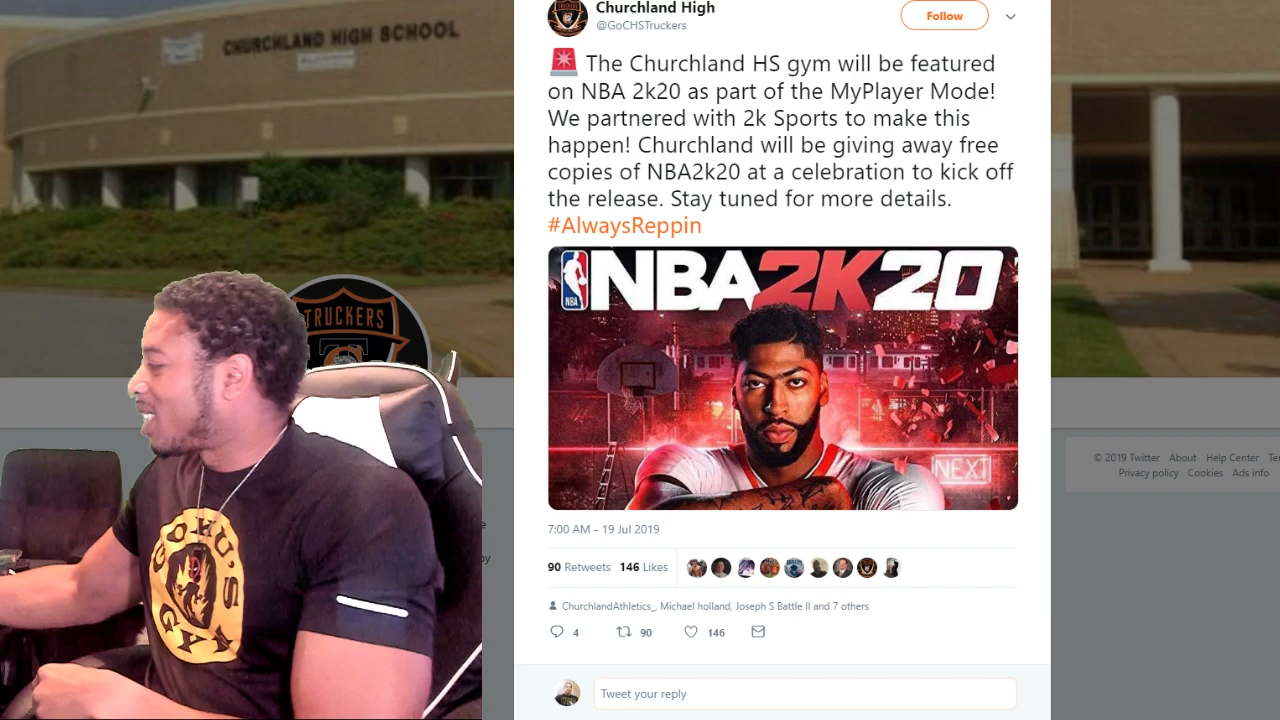 CHURCHLAND HIGH SCHOOL
TRUCKERS
GOKU'S
GYM
Churchland High
@GoCHSTruckers
Follow
The Churchland HS gym will be featured
on NBA 2k20 as part of the MyPlayer Mode!
We partnered with 2k Sports to make this
happen! Churchland will be giving away free
copies of NBA2k20 at a celebration to kick off
the release. Stay tuned for more details.
#AlwaysReppin
NBA 2K20
NBA
NEXT
7:00 AM - 19 Jul 2019
90 Retweets 146 Likes
ChurchlandAthletics_, Michael holland, Joseph S Battle II and 7 others
4 90 146
Tweet your reply
© 2019 Twitter About Help Center Te
Privacy policy Cookies Ads info